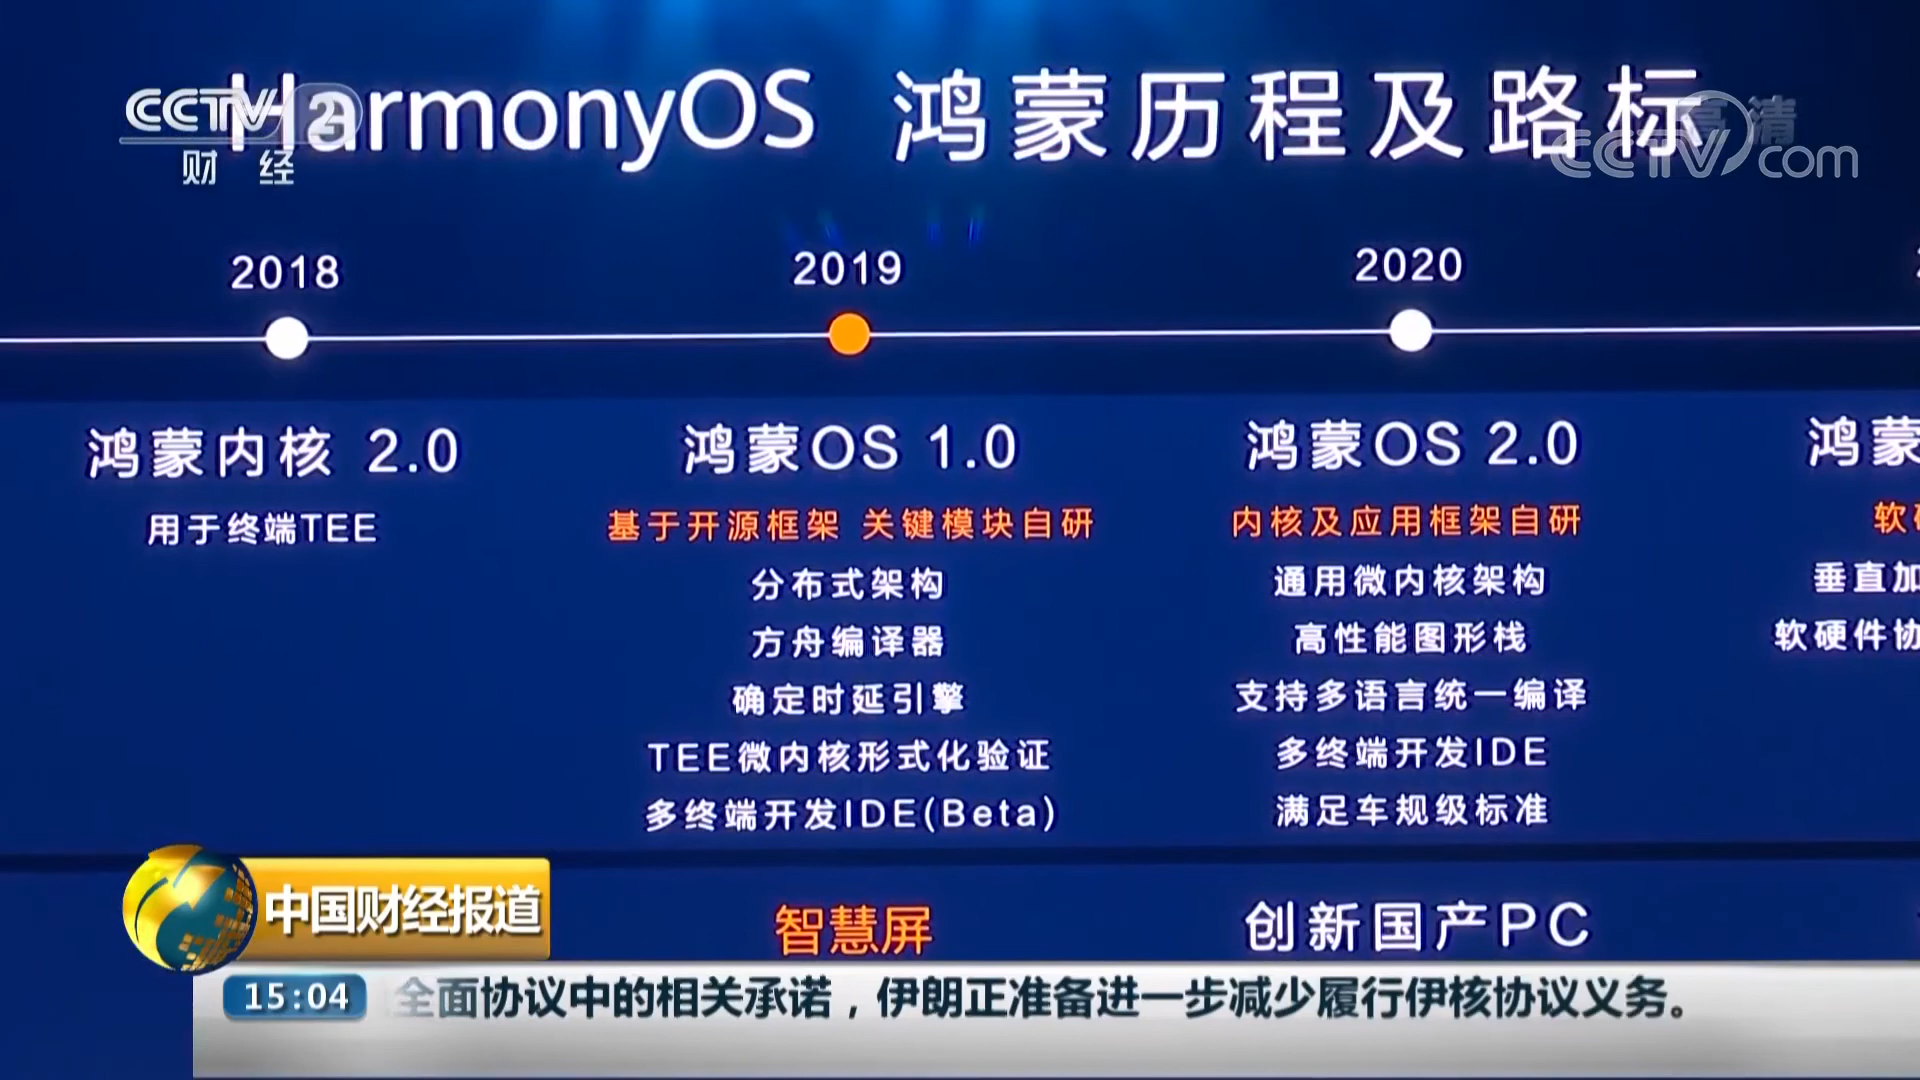 HarmonyOS 鸿蒙历程及路标
CCTV 2
财经
高清
CCTV.com
2018
2019
2020
鸿蒙内核 2.0
用于终端TEE
鸿蒙OS 1.0
基于开源框架 关键模块自研
分布式架构
方舟编译器
确定时延引擎
TEE微内核形式化验证
多终端开发IDE(Beta)
智慧屏
鸿蒙OS 2.0
内核及应用框架自研
通用微内核架构
高性能图形栈
支持多语言统一编译
多终端开发IDE
满足车规级标准
创新国产PC
鸿蒙
软
垂直加
软硬件协
中国财经报道
15:04
全面协议中的相关承诺，伊朗正准备进一步减少履行伊核协议义务。